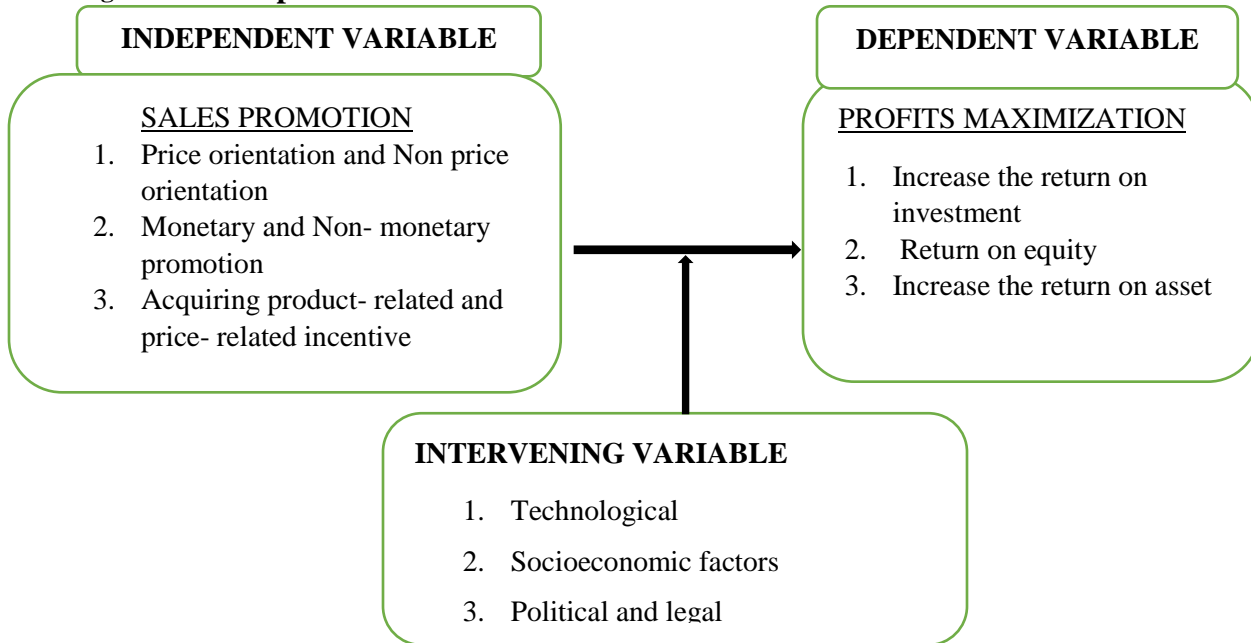 INDEPENDENT VARIABLE
SALES PROMOTION
1. Price orientation and Non price
orientation
2. Monetary and Non- monetary
promotion
3. Acquiring product- related and
price- related incentive
DEPENDENT VARIABLE
PROFITS MAXIMIZATION
1. Increase the return on
investment
2. Return on equity
3. Increase the return on asset
INTERVENING VARIABLE
1. Technological
2. Socioeconomic factors
3. Political and legal